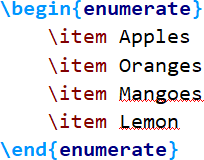 \begin{enumerate}
\item Apples
\item Oranges
\item Mangoes
\item Lemon
\end{enumerate}